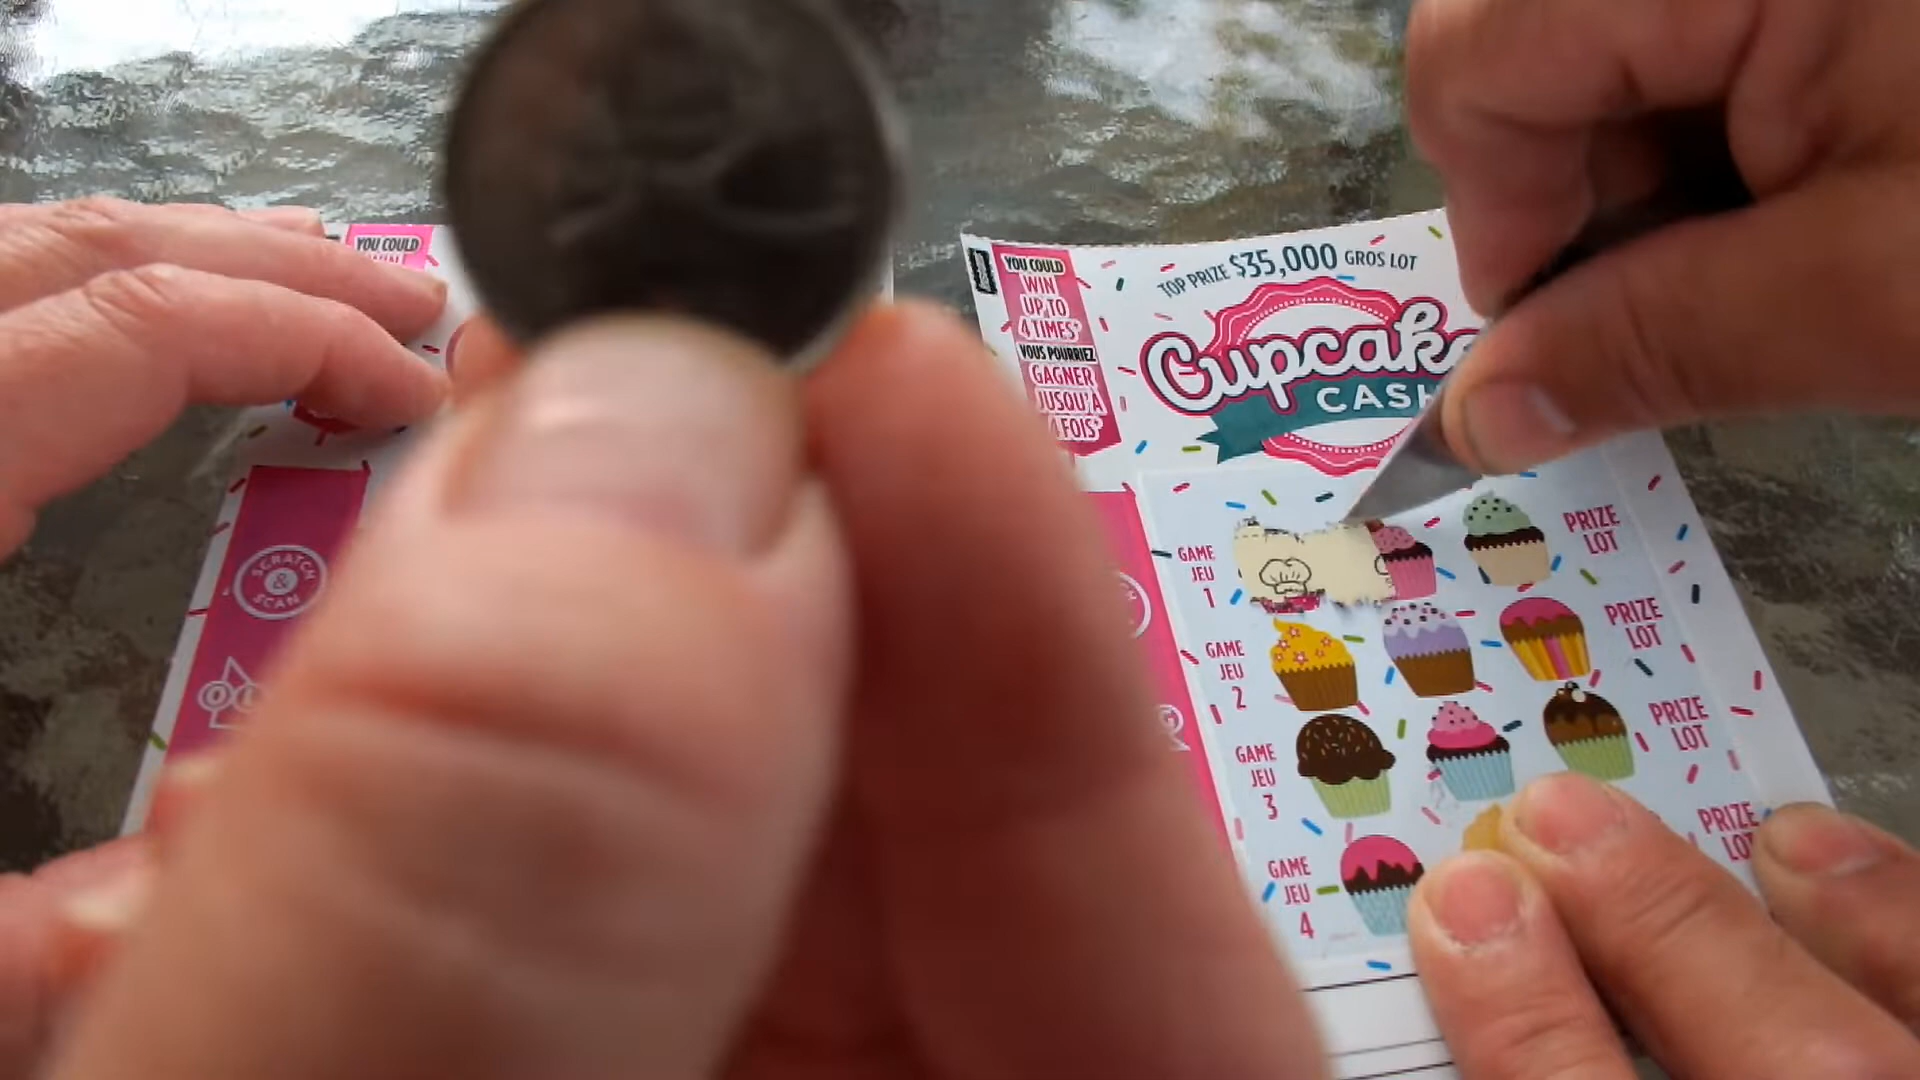 YOU COULD
WIN
SCRATCH
&
SCAN
YOU COULD
WIN
UP TO
4 TIMES*
VOUS POURRIEZ
GAGNER
JUSQU'À
4 FOIS*
TOP PRIZE $35,000 GROS LOT
Cupcake
CASH
GAME
JEU
1
PRIZE
LOT
GAME
JEU
2
PRIZE
LOT
GAME
JEU
3
PRIZE
LOT
GAME
JEU
4
PRIZE
LOT